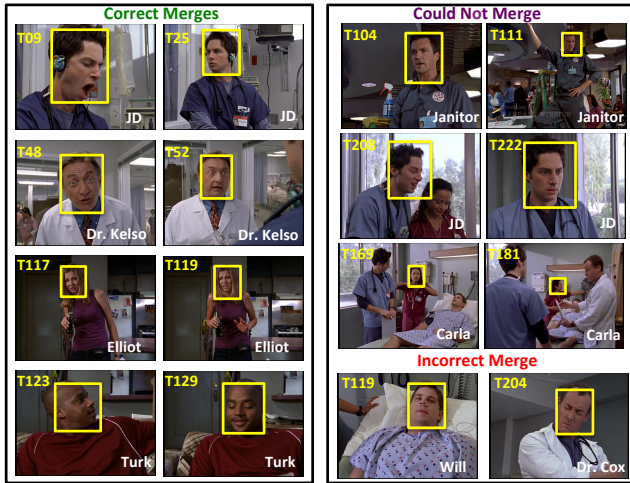 Correct Merges
T09
JD
T25
JD
T48
Dr. Kelso
T52
Dr. Kelso
T117
Elliot
T119
Elliot
T123
Turk
T129
Turk
Could Not Merge
T104
Janitor
T111
Janitor
T208
JD
T222
JD
T169
Carla
T181
Carla
Incorrect Merge
T119
Will
T204
Dr. Cox